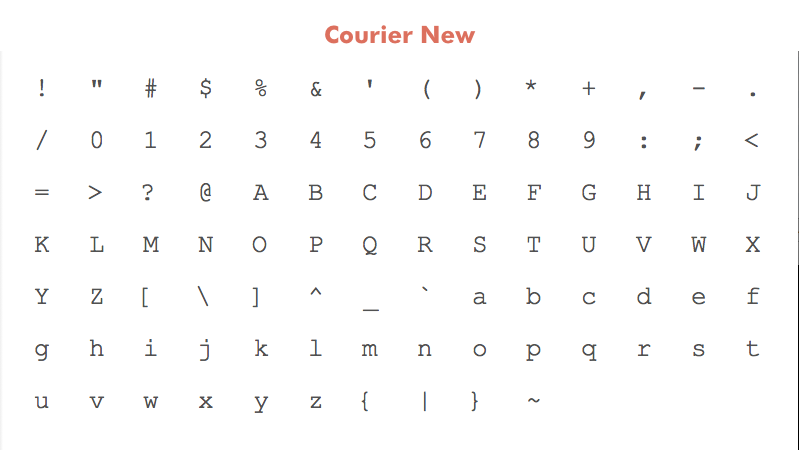 Courier New
! " # $ % & ' ( ) * + , - .
/ 0 1 2 3 4 5 6 7 8 9 : ; <
= > ? @ A B C D E F G H I J
K L M N O P Q R S T U V W X
Y Z [ \ ] ^ _ ` a b c d e f
g h i j k l m n o p q r s t
u v w x y z { | } ~